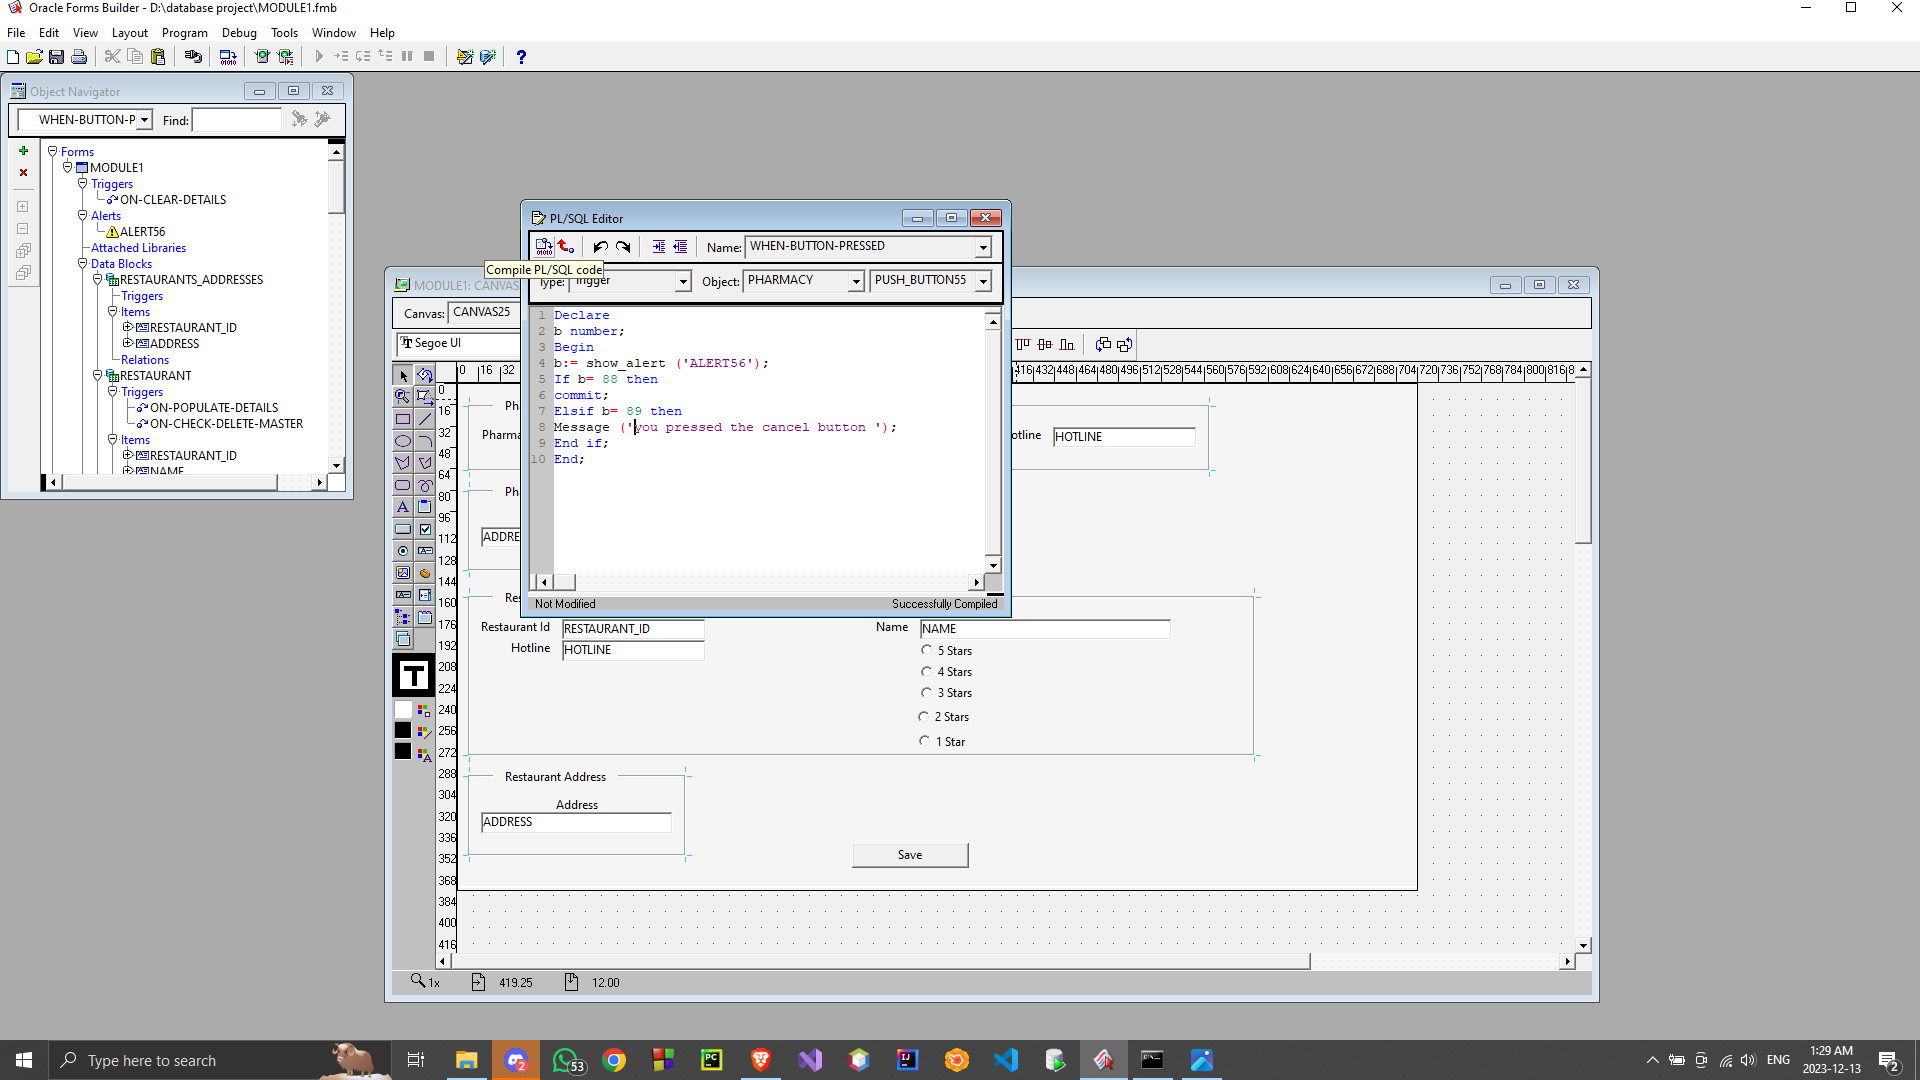 Oracle Forms Builder - D:\database project\MODULE1.fmb
File Edit View Layout Program Debug Tools Window Help
Object Navigator
WHEN-BUTTON-P
Find:
Forms
MODULE1
Triggers
ON-CLEAR-DETAILS
Alerts
ALERT56
Attached Libraries
Data Blocks
RESTAURANTS_ADDRESSES
Triggers
Items
RESTAURANT_ID
ADDRESS
Relations
RESTAURANT
Triggers
ON-POPULATE-DETAILS
ON-CHECK-DELETE-MASTER
Items
RESTAURANT_ID
NAME
PL/SQL Editor
Name: WHEN-BUTTON-PRESSED
Compile PL/SQL code
Type: Trigger
Object: PHARMACY PUSH_BUTTON55
1 Declare
2 b number;
3 Begin
4 b:= show_alert ('ALERT56');
5 If b= 88 then
6 commit;
7 Elsif b= 89 then
8 Message ('you pressed the cancel button ');
9 End if;
10 End;
Not Modified Successfully Compiled
MODULE1: CANVAS
Canvas: CANVAS25
Segoe UI
0 16 32
416 432 448 464 480 496 512 528 544 560 576 592 608 624 640 656 672 688 704 720 736 752 768 784 800 816 8
0
16
32
48
64
80
96
112
128
144
160
176
192
208
224
240
256
272
288
304
320
336
352
368
384
400
416
Ph
Pharma
otline HOTLINE
Ph
ADDRE
Res
Restaurant Id RESTAURANT_ID
Name NAME
Hotline HOTLINE
5 Stars
4 Stars
3 Stars
2 Stars
1 Star
Restaurant Address
Address
ADDRESS
Save
1x 419.25 12.00
Type here to search
2
53
ENG
1:29 AM
2023-12-13
2